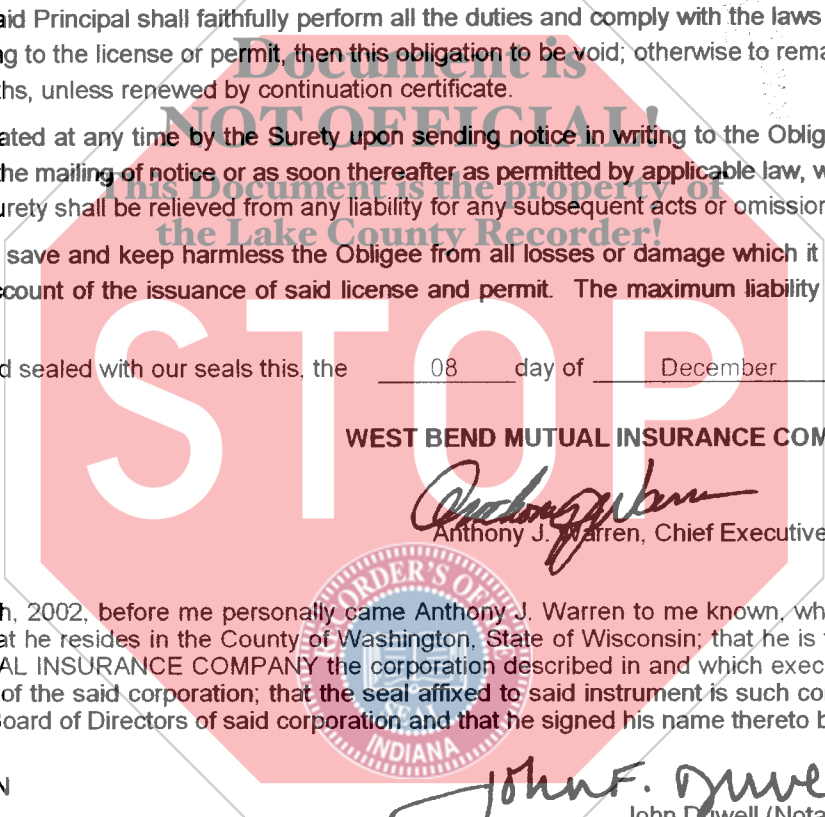 aid Principal shall faithfully perform all the duties and comply with the laws
ng to the license or permit, then this obligation to be void; otherwise to rema
Document is
ths, unless renewed by continuation certificate.
NOT OFFICIAL!
ated at any time by the Surety upon sending notice in writing to the Oblig
the mailing of notice or as soon thereafter as permitted by applicable law, w
This Document is the property of
urety shall be relieved from any liability for any subsequent acts or omission
the Lake County Recorder!
save and keep harmless the Obligee from all losses or damage which it
ccount of the issuance of said license and permit. The maximum liability
STOP
d sealed with our seals this, the 08 day of December
WEST BEND MUTUAL INSURANCE COM
Anthony J Warren
Anthony J. Warren, Chief Executive
h, 2002, before me personally came Anthony J. Warren to me known, wh
at he resides in the County of Washington, State of Wisconsin; that he is
AL INSURANCE COMPANY the corporation described in and which exec
of the said corporation; that the seal affixed to said instrument is such co
Board of Directors of said corporation and that he signed his name thereto b
RECORDER'S OF
SEAL
INDIANA
N
John F. Duwe
John Duwell (Nota